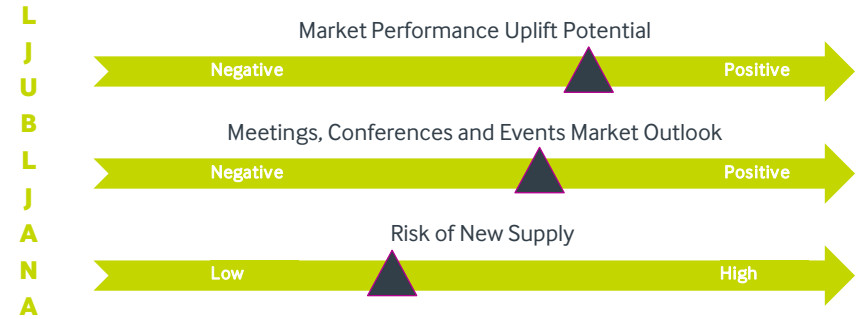 L
J
U
B
L
J
A
N
A
Market Performance Uplift Potential
Negative Positive
Meetings, Conferences and Events Market Outlook
Negative Positive
Risk of New Supply
Low High